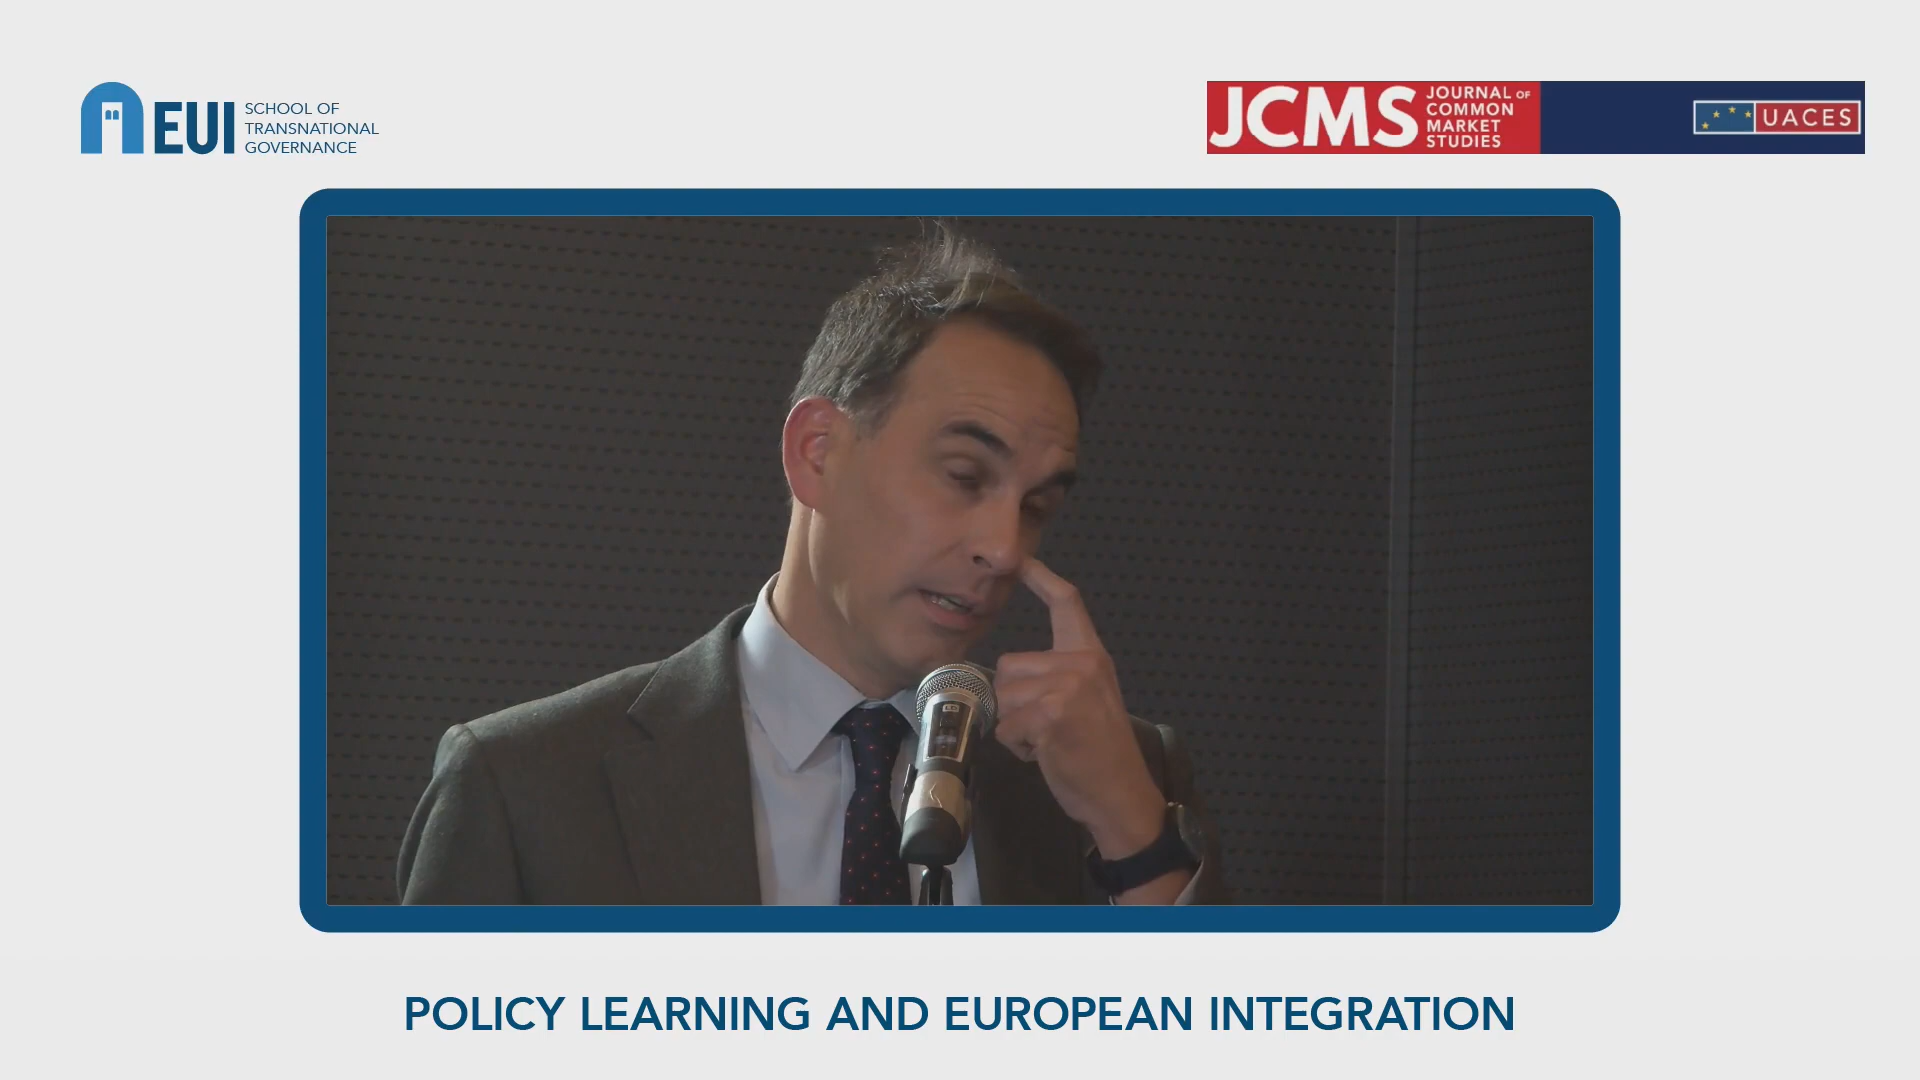 EUI
SCHOOL OF
TRANSNATIONAL
GOVERNANCE
JCMS
JOURNAL OF
COMMON
MARKET
STUDIES
UACES
POLICY LEARNING AND EUROPEAN INTEGRATION